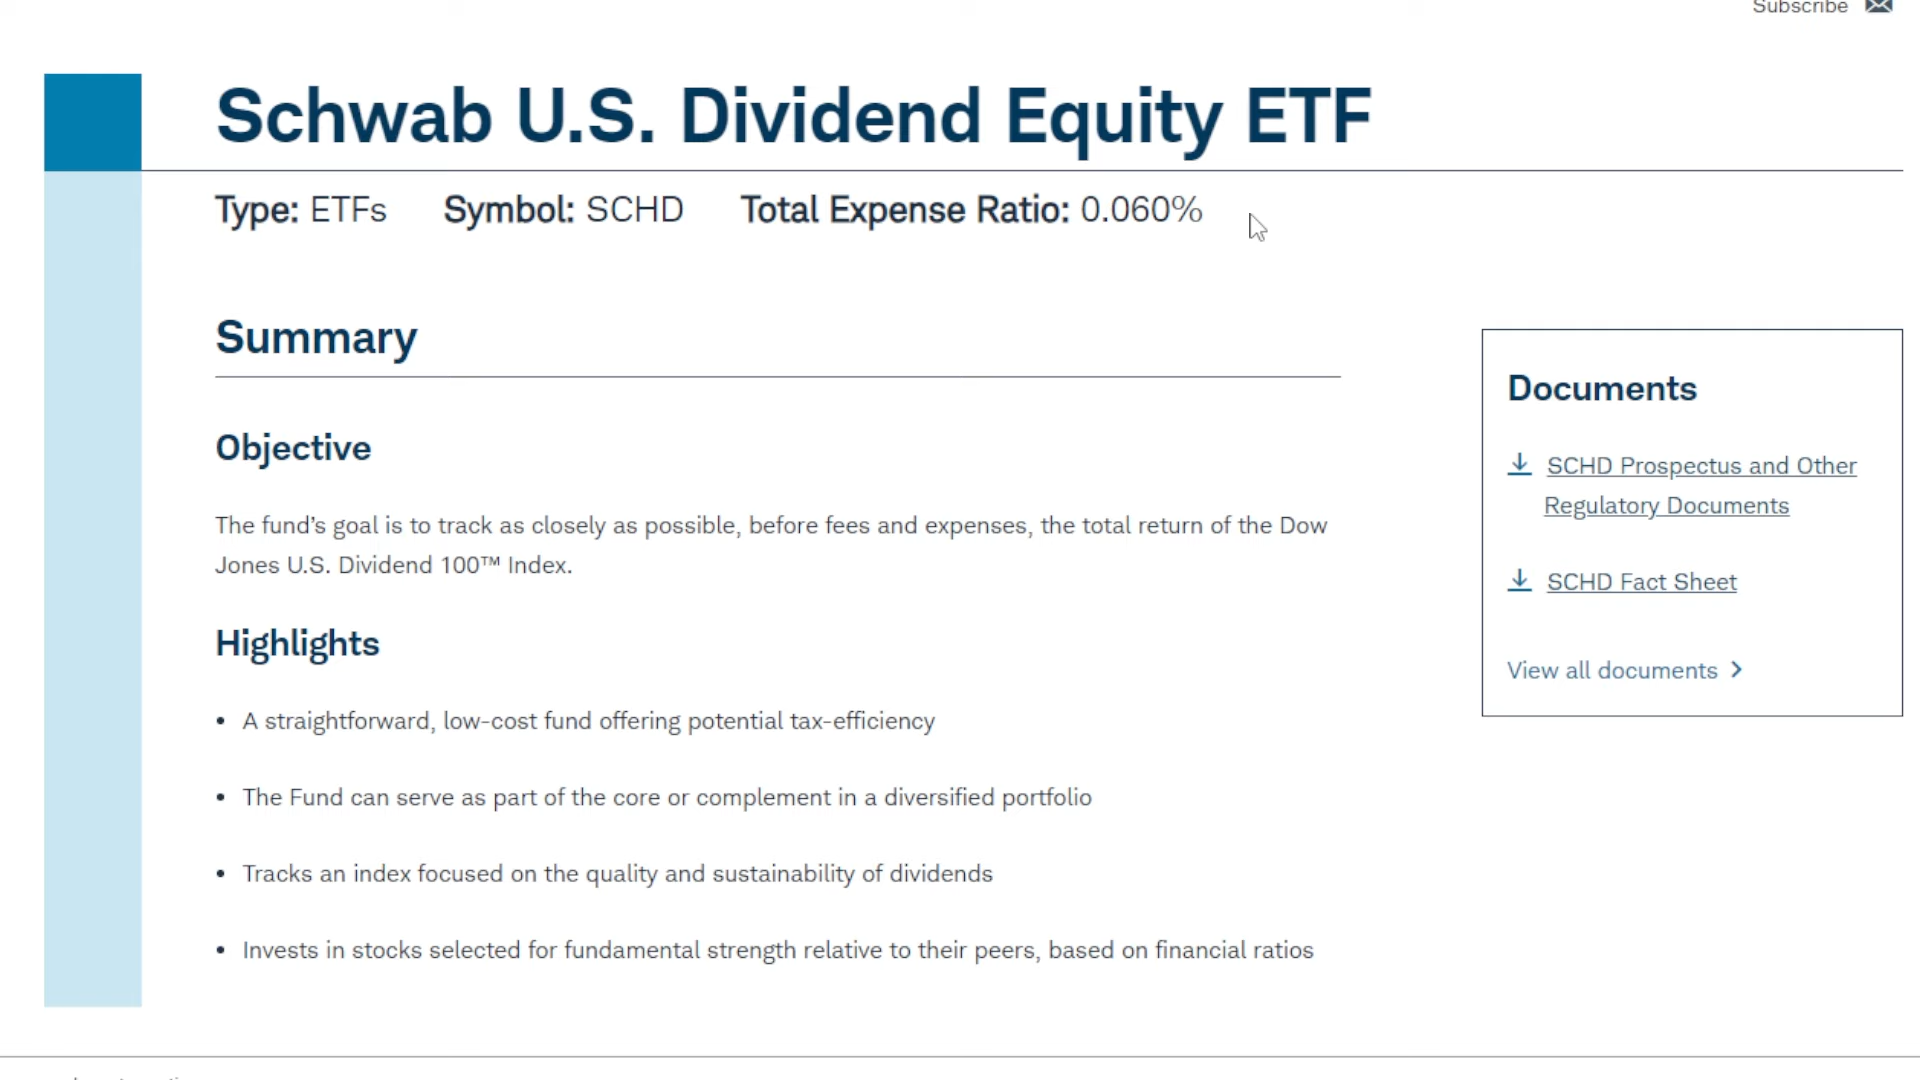 Subscribe
Schwab U.S. Dividend Equity ETF
Type: ETFs Symbol: SCHD Total Expense Ratio: 0.060%
Summary
Objective
The fund's goal is to track as closely as possible, before fees and expenses, the total return of the Dow
Jones U.S. Dividend 100™ Index.
Highlights
• A straightforward, low-cost fund offering potential tax-efficiency
• The Fund can serve as part of the core or complement in a diversified portfolio
• Tracks an index focused on the quality and sustainability of dividends
• Invests in stocks selected for fundamental strength relative to their peers, based on financial ratios
Documents
SCHD Prospectus and Other
Regulatory Documents
SCHD Fact Sheet
View all documents